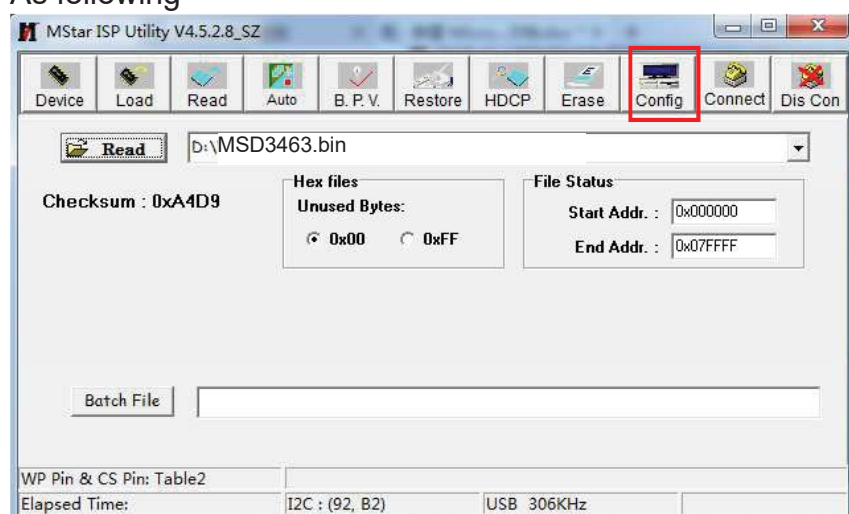 As following
MStar ISP Utility V4.5.2.8_SZ
Device Load Read Auto B. P. V. Restore HDCP Erase Config Connect Dis Con
Read D:\MSD3463.bin
Checksum : 0xA4D9
Hex files
Unused Bytes:
0x00 0xFF
File Status
Start Addr. : 0x000000
End Addr. : 0x07FFFF
Batch File
WP Pin & CS Pin: Table2
Elapsed Time: I2C : (92, B2) USB 306KHz